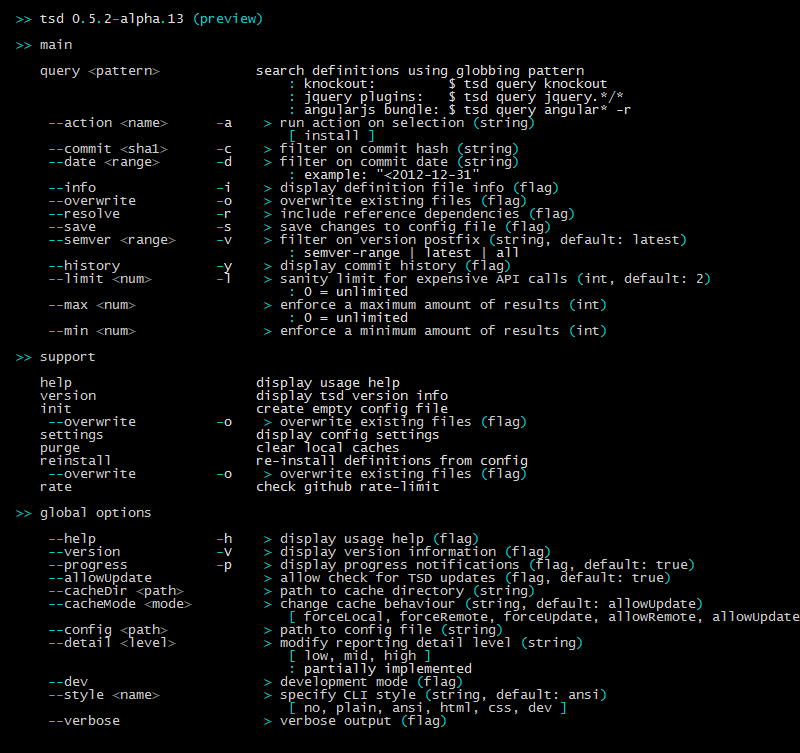 >> tsd 0.5.2-alpha.13 (preview)
>> main
query <pattern> search definitions using globbing pattern
: knockout: $ tsd query knockout
: jquery plugins: $ tsd query jquery.*/*
: angularjs bundle: $ tsd query angular* -r
--action <name> -a > run action on selection (string)
[ install ]
--commit <sha1> -c > filter on commit hash (string)
--date <range> -d > filter on commit date (string)
: example: "<2012-12-31"
--info -i > display definition file info (flag)
--overwrite -o > overwrite existing files (flag)
--resolve -r > include reference dependencies (flag)
--save -s > save changes to config file (flag)
--semver <range> -v > filter on version postfix (string, default: latest)
: semver-range | latest | all
--history -y > display commit history (flag)
--limit <num> -l > sanity limit for expensive API calls (int, default: 2)
: 0 = unlimited
--max <num> > enforce a maximum amount of results (int)
: 0 = unlimited
--min <num> > enforce a minimum amount of results (int)
>> support
help display usage help
version display tsd version info
init create empty config file
--overwrite -o > overwrite existing files (flag)
settings display config settings
purge clear local caches
reinstall re-install definitions from config
--overwrite -o > overwrite existing files (flag)
rate check github rate-limit
>> global options
--help -h > display usage help (flag)
--version -V > display version information (flag)
--progress -p > display progress notifications (flag, default: true)
--allowUpdate > allow check for TSD updates (flag, default: true)
--cacheDir <path> > path to cache directory (string)
--cacheMode <mode> > change cache behaviour (string, default: allowUpdate)
[ forceLocal, forceRemote, forceUpdate, allowRemote, allowUpdate
--config <path> > path to config file (string)
--detail <level> > modify reporting detail level (string)
[ low, mid, high ]
: partially implemented
--dev > development mode (flag)
--style <name> > specify CLI style (string, default: ansi)
[ no, plain, ansi, html, css, dev ]
--verbose > verbose output (flag)